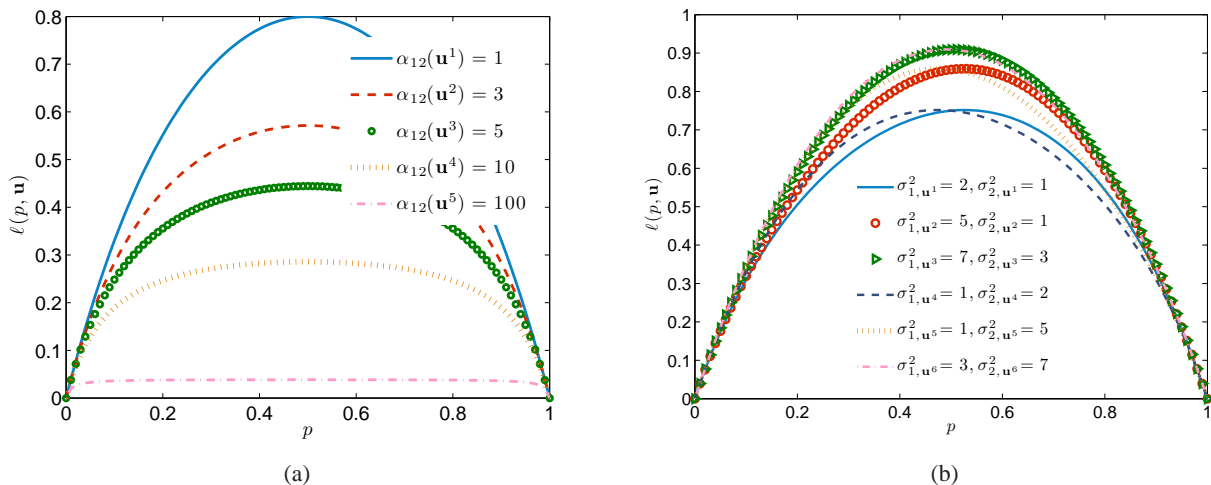 0.8
0.7
0.6
0.5
0.4
0.3
0.2
0.1
0
ℓ(p, u)
α₁₂(u¹) = 1
α₁₂(u²) = 3
α₁₂(u³) = 5
α₁₂(u⁴) = 10
α₁₂(u⁵) = 100
0 0.2 0.4 0.6 0.8 1
p
(a)
1
0.9
0.8
0.7
0.6
0.5
0.4
0.3
0.2
0.1
0
ℓ(p, u)
σ²₁,ᵤ¹ = 2, σ²₂,ᵤ¹ = 1
σ²₁,ᵤ² = 5, σ²₂,ᵤ² = 1
σ²₁,ᵤ³ = 7, σ²₂,ᵤ³ = 3
σ²₁,ᵤ⁴ = 1, σ²₂,ᵤ⁴ = 2
σ²₁,ᵤ⁵ = 1, σ²₂,ᵤ⁵ = 5
σ²₁,ᵤ⁶ = 3, σ²₂,ᵤ⁶ = 7
0 0.2 0.4 0.6 0.8 1
p
(b)